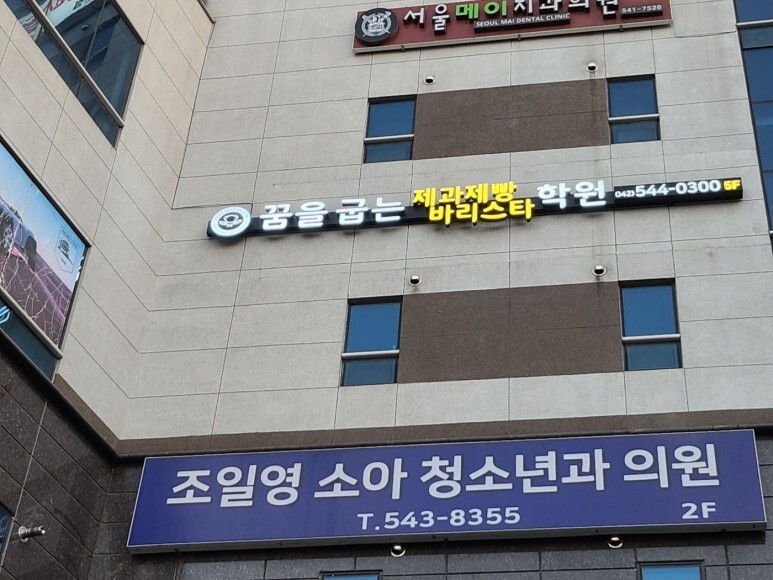 서울메이치과의원
SEOUL MAI DENTAL CLINIC
541-7528
꿈을 굽는 제과제빵 바리스타 학원 042)544-0300 5F
조일영 소아 청소년과 의원
T.543-8355 2F